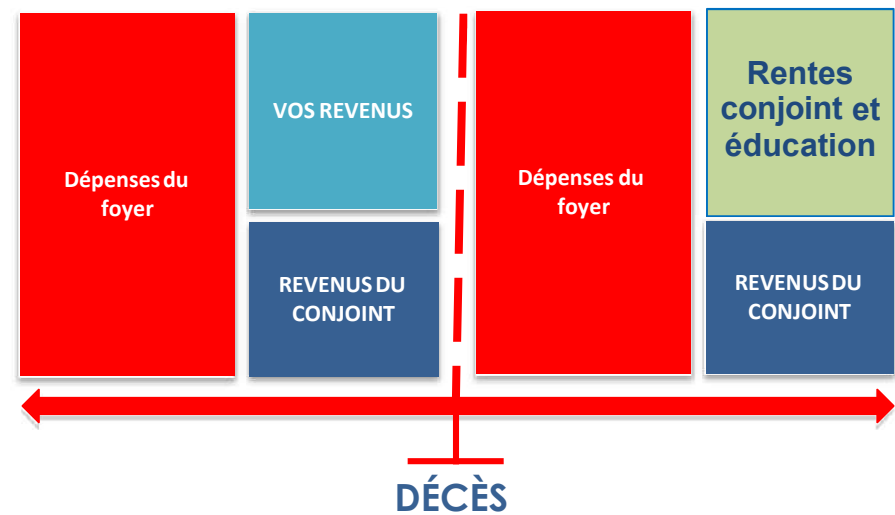 Dépenses du
foyer
VOS REVENUS
REVENUS DU
CONJOINT
Dépenses du
foyer
Rentes
conjoint et
éducation
REVENUS DU
CONJOINT
DÉCÈS